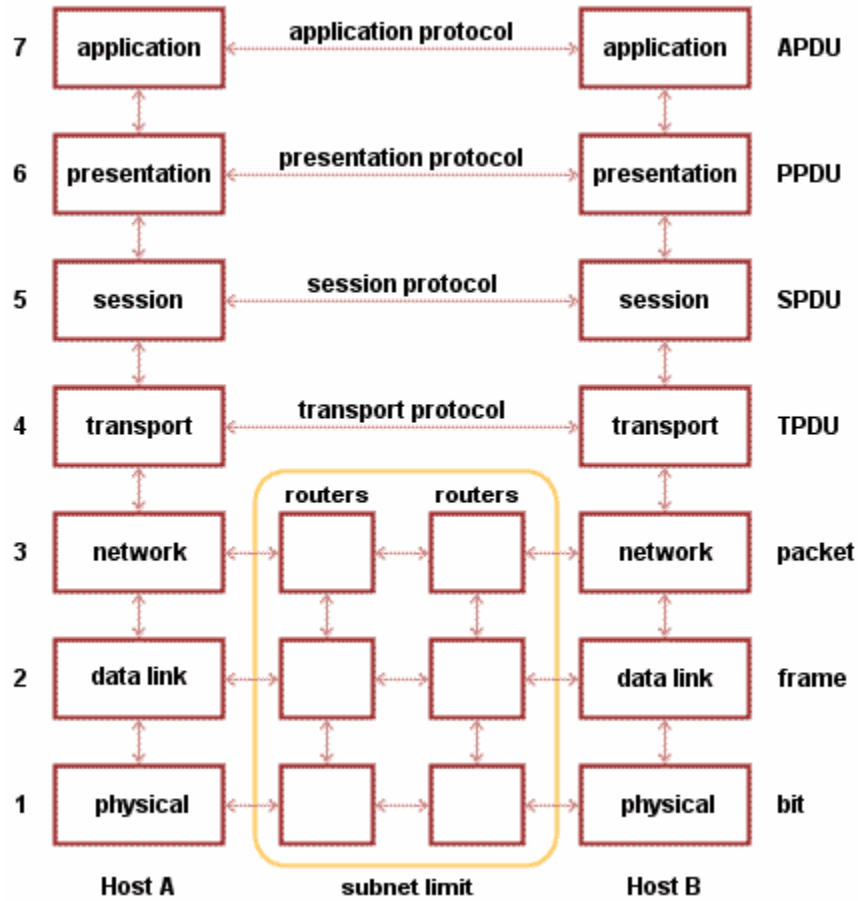 7 application application protocol application APDU
6 presentation presentation protocol presentation PPDU
5 session session protocol session SPDU
4 transport transport protocol transport TPDU
routers routers
3 network network packet
2 data link data link frame
1 physical physical bit
Host A subnet limit Host B